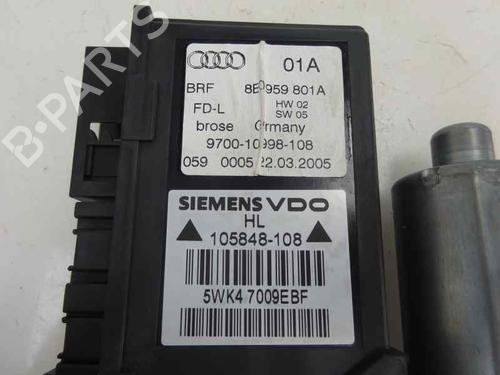 01A
BRF 8E0959 801A
FD-L HW 02
SW 05
brose Germany
9700-10998-108
059 0005 22.03.2005
SIEMENS VDO
HL
105848-108
5WK4 7009EBF